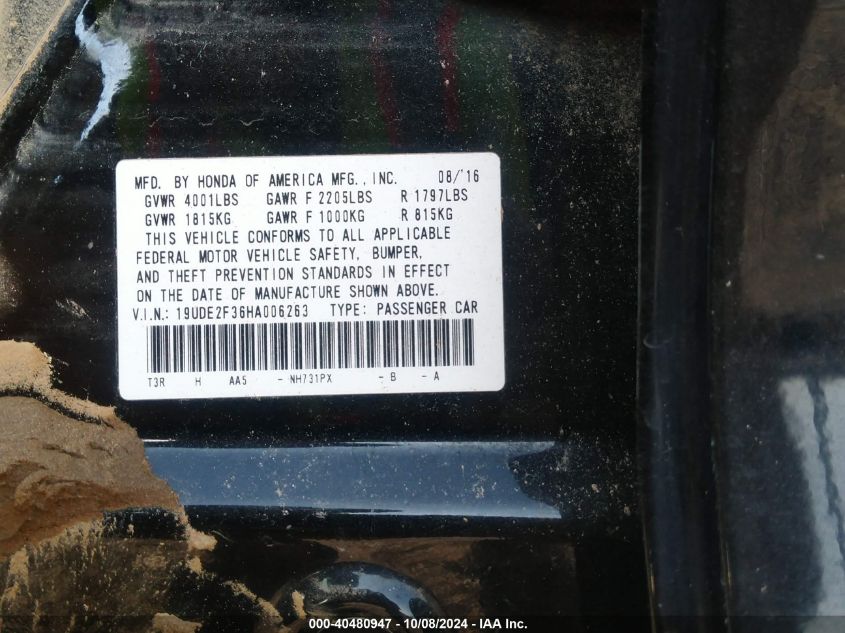 MFD. BY HONDA OF AMERICA MFG., INC. 08/'16
GVWR 4001LBS GAWR F 2205LBS R 1797LBS
GVWR 1815KG GAWR F 1000KG R 815KG
THIS VEHICLE CONFORMS TO ALL APPLICABLE
FEDERAL MOTOR VEHICLE SAFETY, BUMPER,
AND THEFT PREVENTION STANDARDS IN EFFECT
ON THE DATE OF MANUFACTURE SHOWN ABOVE.
V.I.N.: 19UDE2F36HA006263 TYPE: PASSENGER CAR
T3R H AA5 - NH731PX - B - A
000-40480947 - 10/08/2024 - IAA Inc.